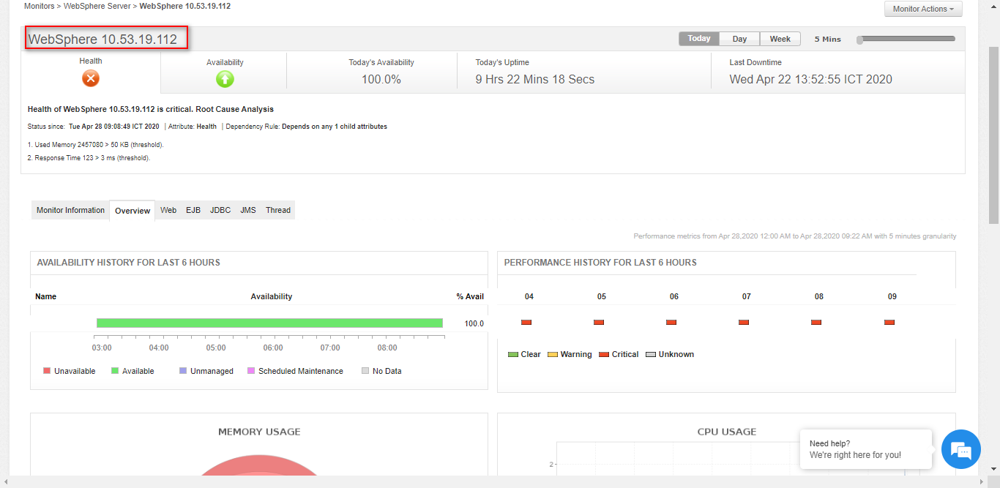 Monitors > WebSphere Server > WebSphere 10.53.19.112
Monitor Actions
WebSphere 10.53.19.112
Today Day Week 5 Mins
Health Availability Today's Availability Today's Uptime Last Downtime
100.0% 9 Hrs 22 Mins 18 Secs Wed Apr 22 13:52:55 ICT 2020
Health of WebSphere 10.53.19.112 is critical. Root Cause Analysis
Status since: Tue Apr 28 09:08:49 ICT 2020 | Attribute: Health | Dependency Rule: Depends on any 1 child attributes
1. Used Memory 2457080 > 50 KB (threshold).
2. Response Time 123 > 3 ms (threshold).
Monitor Information Overview Web EJB JDBC JMS Thread
Performance metrics from Apr 28,2020 12:00 AM to Apr 28,2020 09:22 AM with 5 minutes granularity
AVAILABILITY HISTORY FOR LAST 6 HOURS
Name Availability % Avail
100.0
03:00 04:00 05:00 06:00 07:00 08:00
Unavailable Available Unmanaged Scheduled Maintenance No Data
PERFORMANCE HISTORY FOR LAST 6 HOURS
04 05 06 07 08 09
Clear Warning Critical Unknown
MEMORY USAGE
CPU USAGE
2
Need help?
We're right here for you!